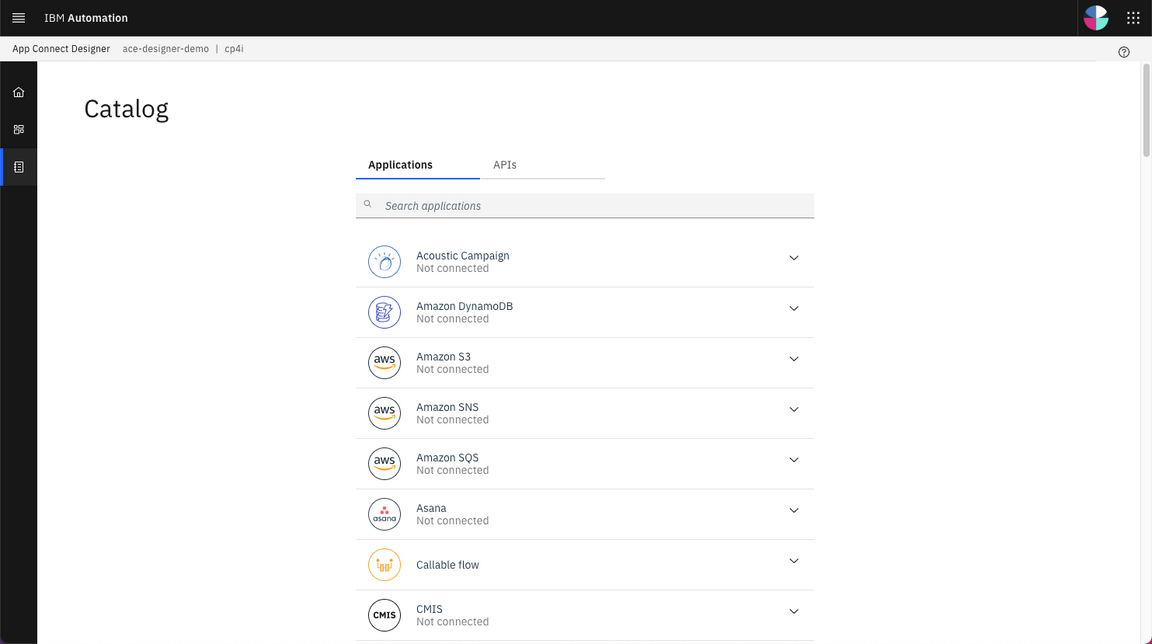 IBM Automation
App Connect Designer ace-designer-demo | cp4i
Catalog
Applications APIs
Search applications
Acoustic Campaign
Not connected
Amazon DynamoDB
Not connected
aws
Amazon S3
Not connected
aws
Amazon SNS
Not connected
aws
Amazon SQS
Not connected
asana
Asana
Not connected
Callable flow
CMIS
CMIS
Not connected